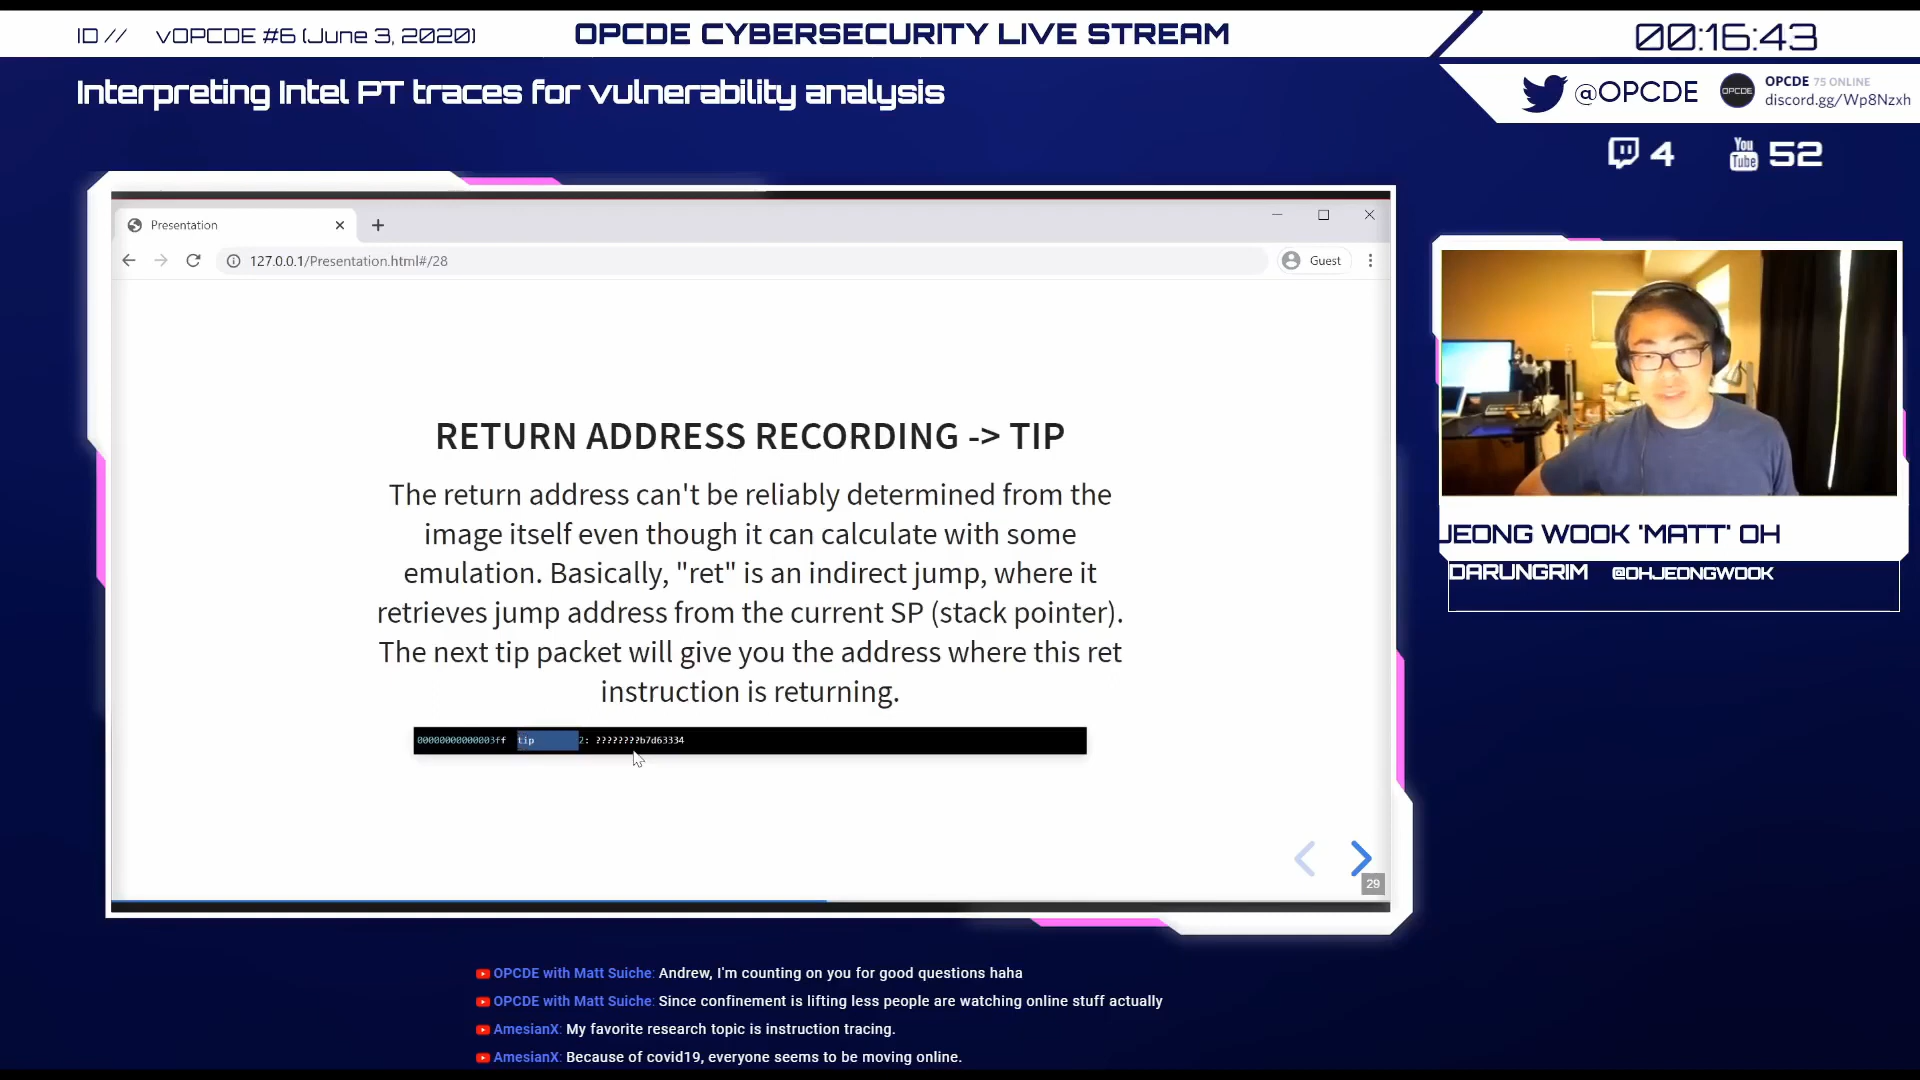 ID // vOPCDE #6 (June 3, 2020)
OPCDE CYBERSECURITY LIVE STREAM
00:16:43
Interpreting Intel PT traces for vulnerability analysis
@OPCDE
OPCDE
OPCDE 75 ONLINE
discord.gg/Wp8Nzxh
4
You Tube 52
Presentation
127.0.0.1/Presentation.html#/28
Guest
RETURN ADDRESS RECORDING -> TIP
The return address can't be reliably determined from the
image itself even though it can calculate with some
emulation. Basically, "ret" is an indirect jump, where it
retrieves jump address from the current SP (stack pointer).
The next tip packet will give you the address where this ret
instruction is returning.
00000000000003ff tip 2: ????????b7d63334
29
JEONG WOOK 'MATT' OH
DARUNGRIM @OHJEONGWOOK
OPCDE with Matt Suiche: Andrew, I'm counting on you for good questions haha
OPCDE with Matt Suiche: Since confinement is lifting less people are watching online stuff actually
AmesianX: My favorite research topic is instruction tracing.
AmesianX: Because of covid19, everyone seems to be moving online.